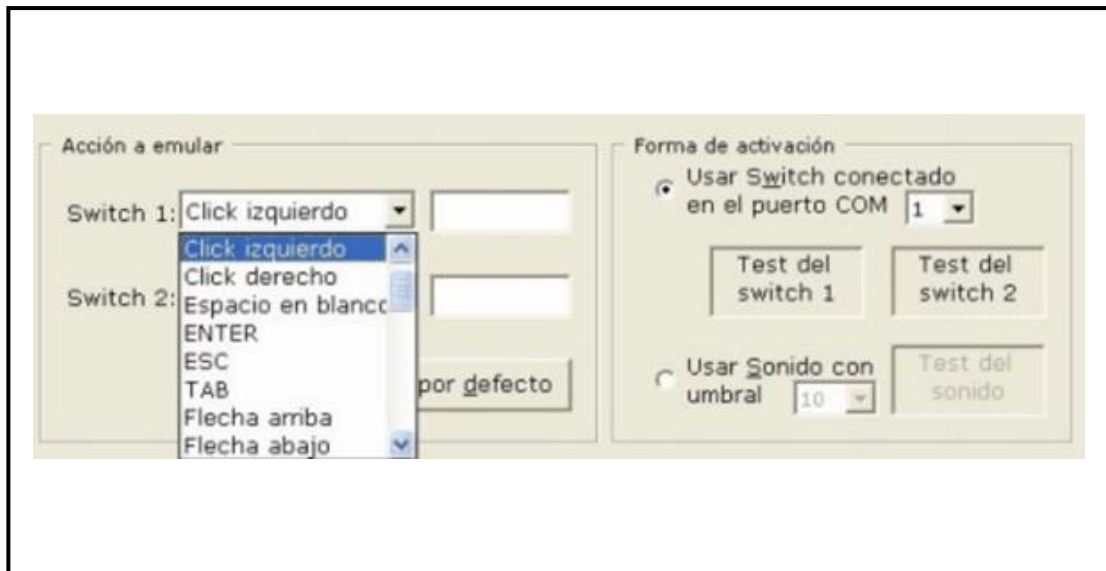 Acción a emular
Switch 1: Click izquierdo
Click izquierdo
Click derecho
Switch 2:
Espacio en blanco
ENTER
ESC
TAB
por defecto
Flecha arriba
Flecha abajo
Forma de activación
Usar Switch conectado
en el puerto COM 1
Test del
switch 1
Test del
switch 2
Usar Sonido con
umbral 10
Test del
sonido